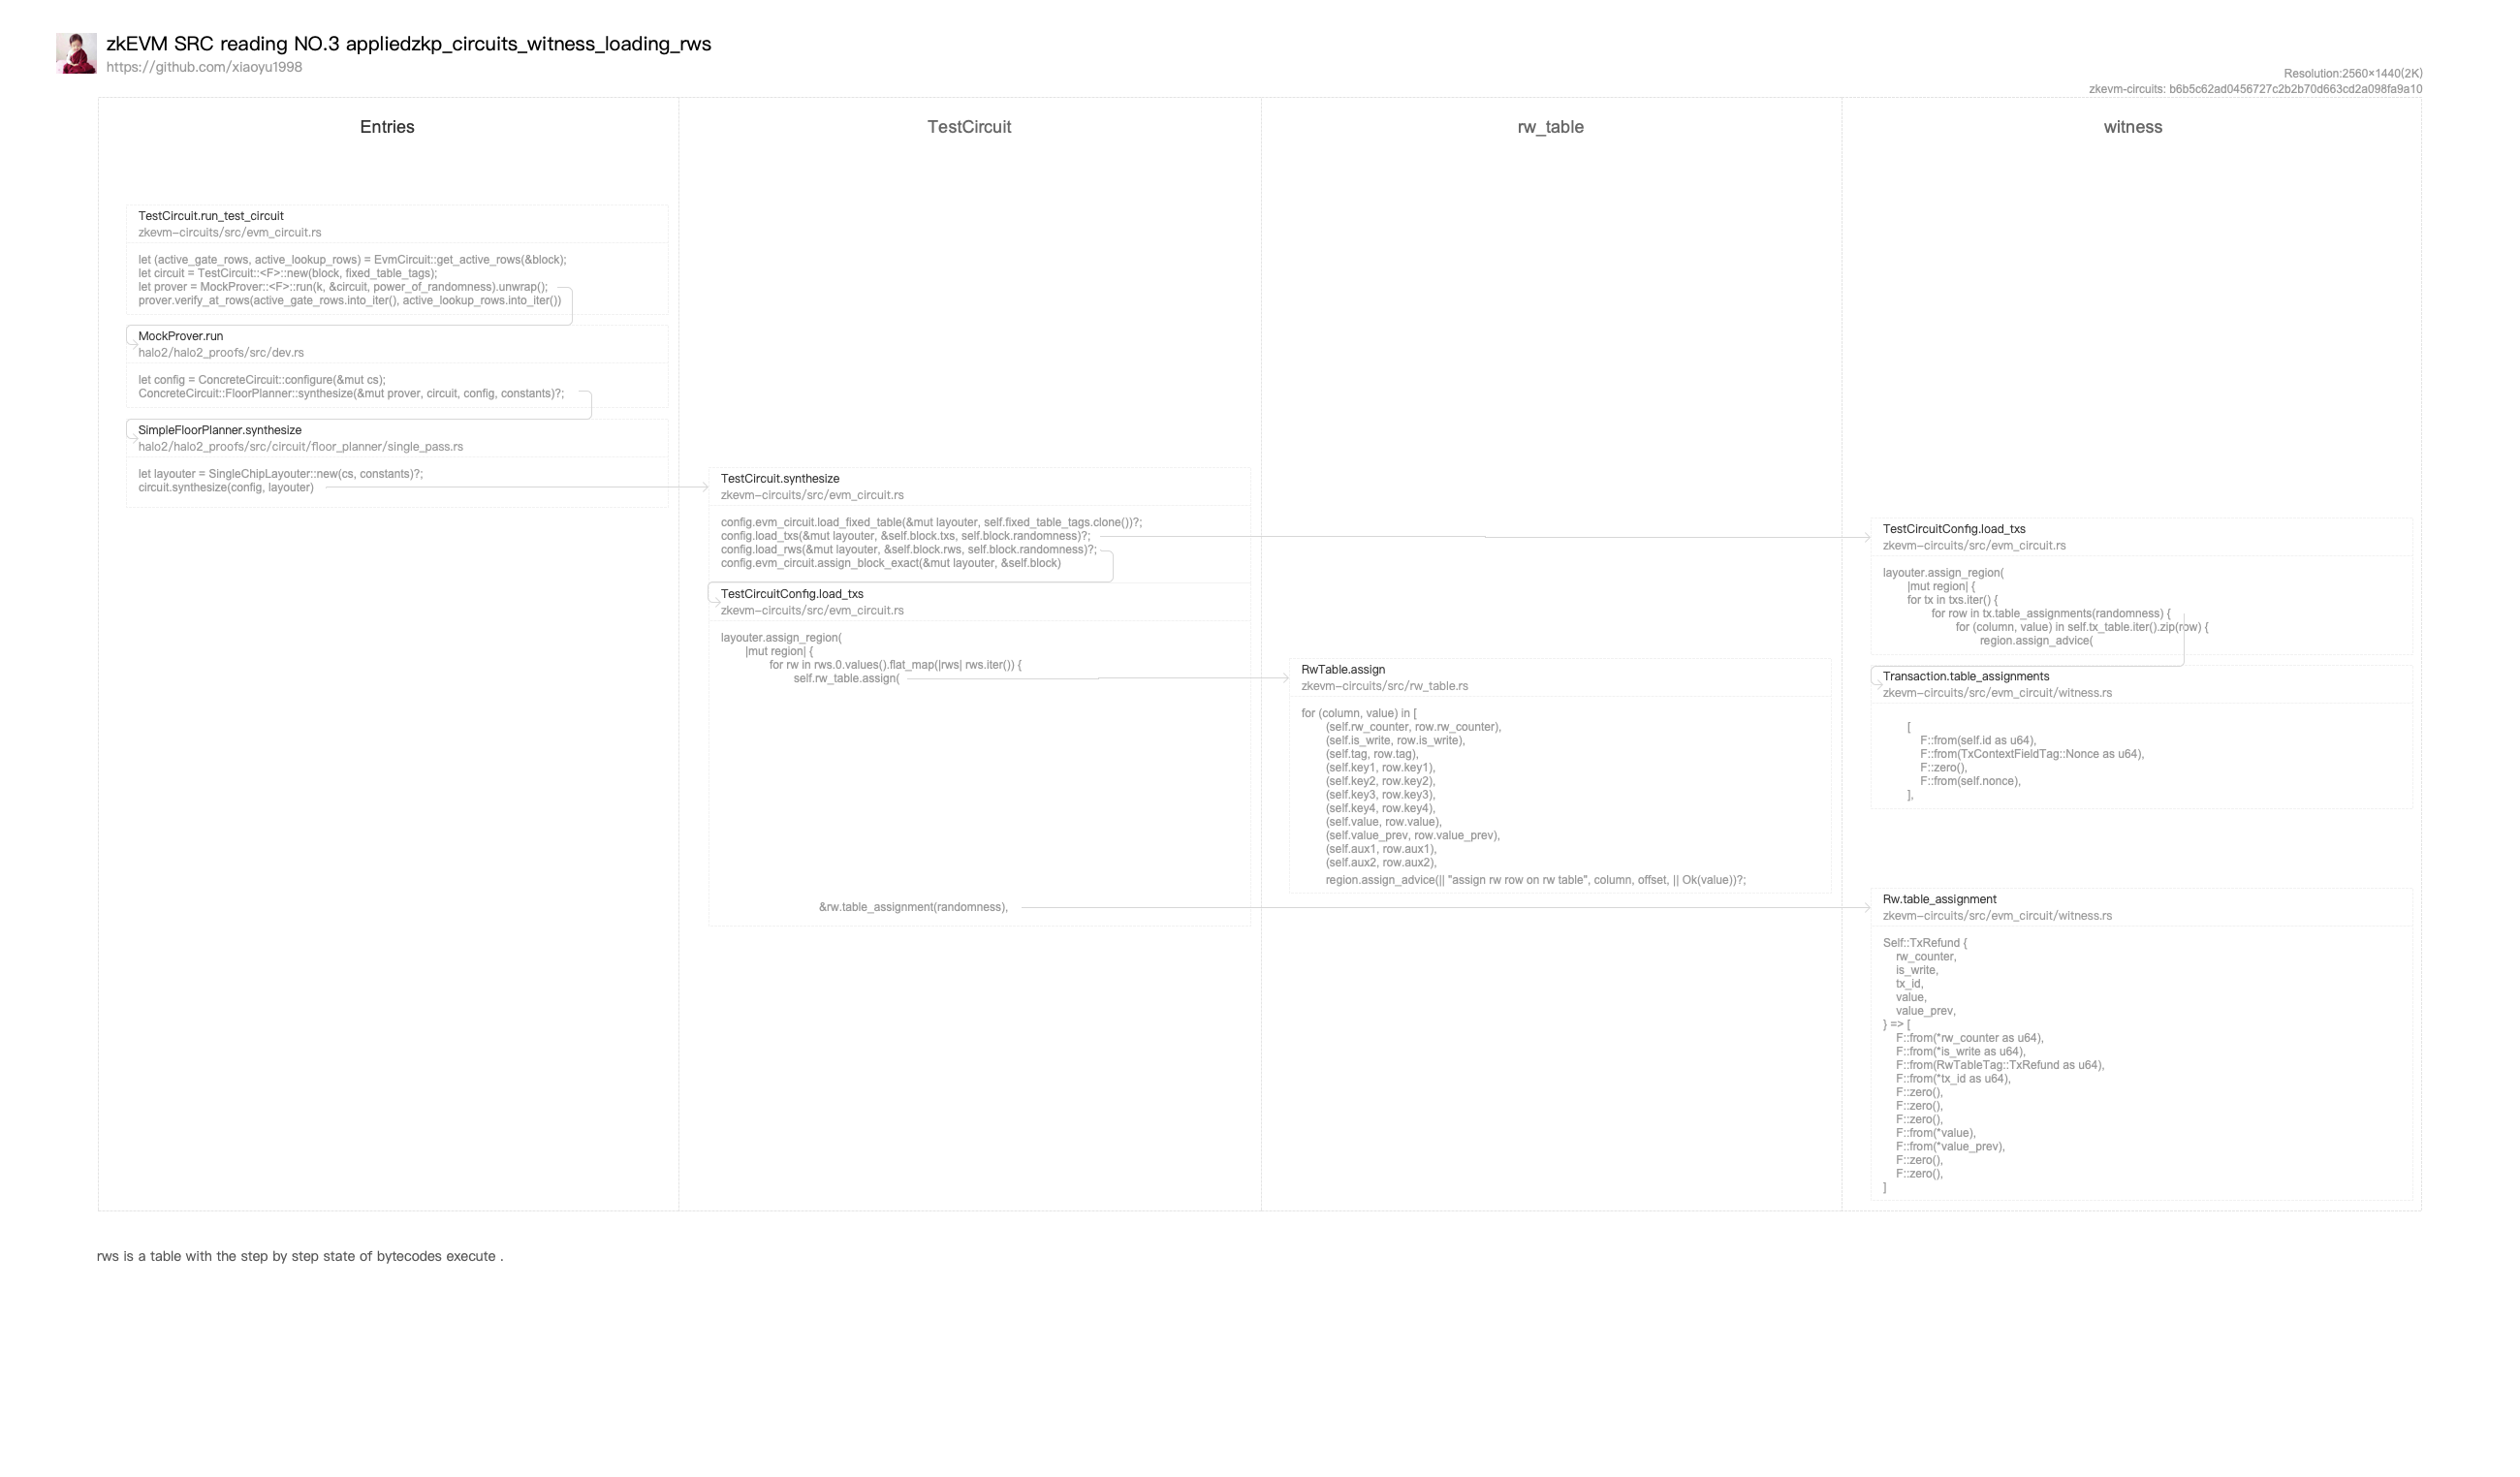 zkEVM SRC reading NO.3 appliedzkp_circuits_witness_loading_rws
https://github.com/xiaoyu1998
Resolution:2560×1440(2K)
zkevm-circuits: b6b5c62ad0456727c2b2b70d663cd2a098fa9a10
Entries
TestCircuit.run_test_circuit
zkevm-circuits/src/evm_circuit.rs
let (active_gate_rows, active_lookup_rows) = EvmCircuit::get_active_rows(&block);
let circuit = TestCircuit::<F>::new(block, fixed_table_tags);
let prover = MockProver::<F>::run(k, &circuit, power_of_randomness).unwrap();
prover.verify_at_rows(active_gate_rows.into_iter(), active_lookup_rows.into_iter())
MockProver.run
halo2/halo2_proofs/src/dev.rs
let config = ConcreteCircuit::configure(&mut cs);
ConcreteCircuit::FloorPlanner::synthesize(&mut prover, circuit, config, constants)?;
SimpleFloorPlanner.synthesize
halo2/halo2_proofs/src/circuit/floor_planner/single_pass.rs
let layouter = SingleChipLayouter::new(cs, constants)?;
circuit.synthesize(config, layouter)
TestCircuit
TestCircuit.synthesize
zkevm-circuits/src/evm_circuit.rs
config.evm_circuit.load_fixed_table(&mut layouter, self.fixed_table_tags.clone())?;
config.load_txs(&mut layouter, &self.block.txs, self.block.randomness)?;
config.load_rws(&mut layouter, &self.block.rws, self.block.randomness)?;
config.evm_circuit.assign_block_exact(&mut layouter, &self.block)
TestCircuitConfig.load_txs
zkevm-circuits/src/evm_circuit.rs
layouter.assign_region(
|mut region| {
for rw in rws.0.values().flat_map(|rws| rws.iter()) {
self.rw_table.assign(
&rw.table_assignment(randomness),
rw_table
RwTable.assign
zkevm-circuits/src/rw_table.rs
for (column, value) in [
(self.rw_counter, row.rw_counter),
(self.is_write, row.is_write),
(self.tag, row.tag),
(self.key1, row.key1),
(self.key2, row.key2),
(self.key3, row.key3),
(self.key4, row.key4),
(self.value, row.value),
(self.value_prev, row.value_prev),
(self.aux1, row.aux1),
(self.aux2, row.aux2),
region.assign_advice(|| "assign rw row on rw table", column, offset, || Ok(value))?;
witness
TestCircuitConfig.load_txs
zkevm-circuits/src/evm_circuit.rs
layouter.assign_region(
|mut region| {
for tx in txs.iter() {
for row in tx.table_assignments(randomness) {
for (column, value) in self.tx_table.iter().zip(row) {
region.assign_advice(
Transaction.table_assignments
zkevm-circuits/src/evm_circuit/witness.rs
[
F::from(self.id as u64),
F::from(TxContextFieldTag::Nonce as u64),
F::zero(),
F::from(self.nonce),
],
Rw.table_assignment
zkevm-circuits/src/evm_circuit/witness.rs
Self::TxRefund {
rw_counter,
is_write,
tx_id,
value,
value_prev,
} => [
F::from(*rw_counter as u64),
F::from(*is_write as u64),
F::from(RwTableTag::TxRefund as u64),
F::from(*tx_id as u64),
F::zero(),
F::zero(),
F::zero(),
F::from(*value),
F::from(*value_prev),
F::zero(),
F::zero(),
]
rws is a table with the step by step state of bytecodes execute .